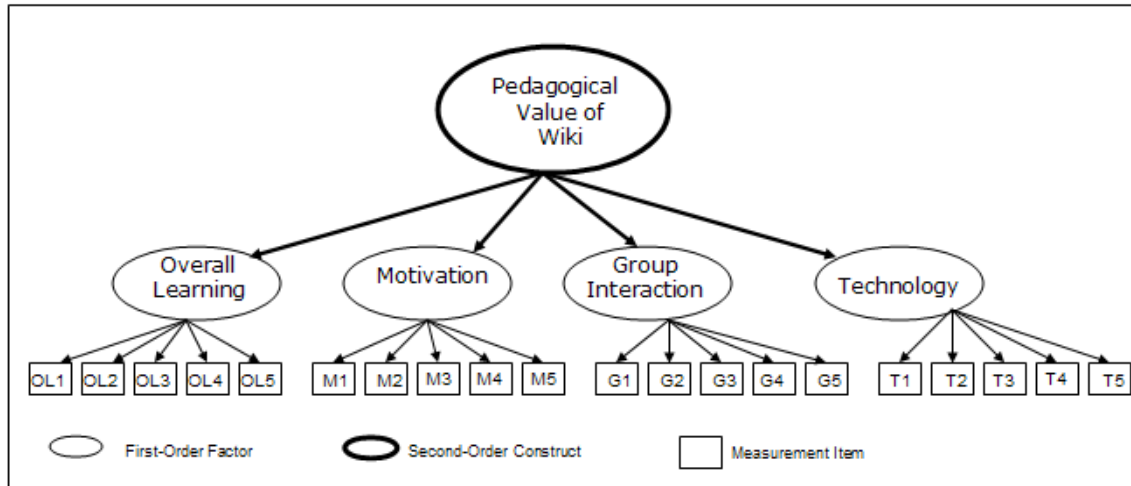 Pedagogical
Value of
Wiki
Overall
Learning
Motivation
Group
Interaction
Technology
OL1 OL2 OL3 OL4 OL5 M1 M2 M3 M4 M5 G1 G2 G3 G4 G5 T1 T2 T3 T4 T5
First-Order Factor Second-Order Construct Measurement Item